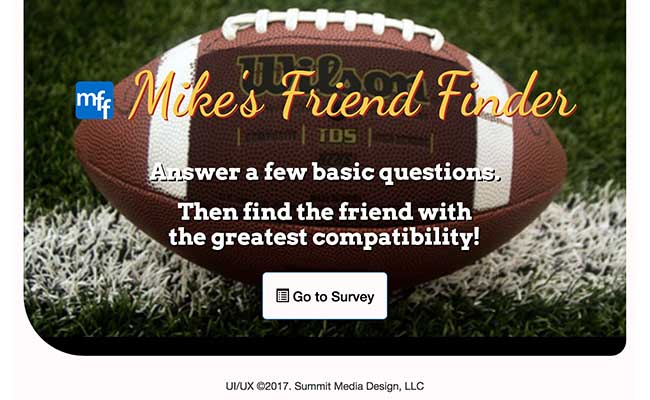 Wilson
mff Mike's Friend Finder
TDS
Answer a few basic questions.
Then find the friend with
the greatest compatibility!
Go to Survey
UI/UX ©2017. Summit Media Design, LLC